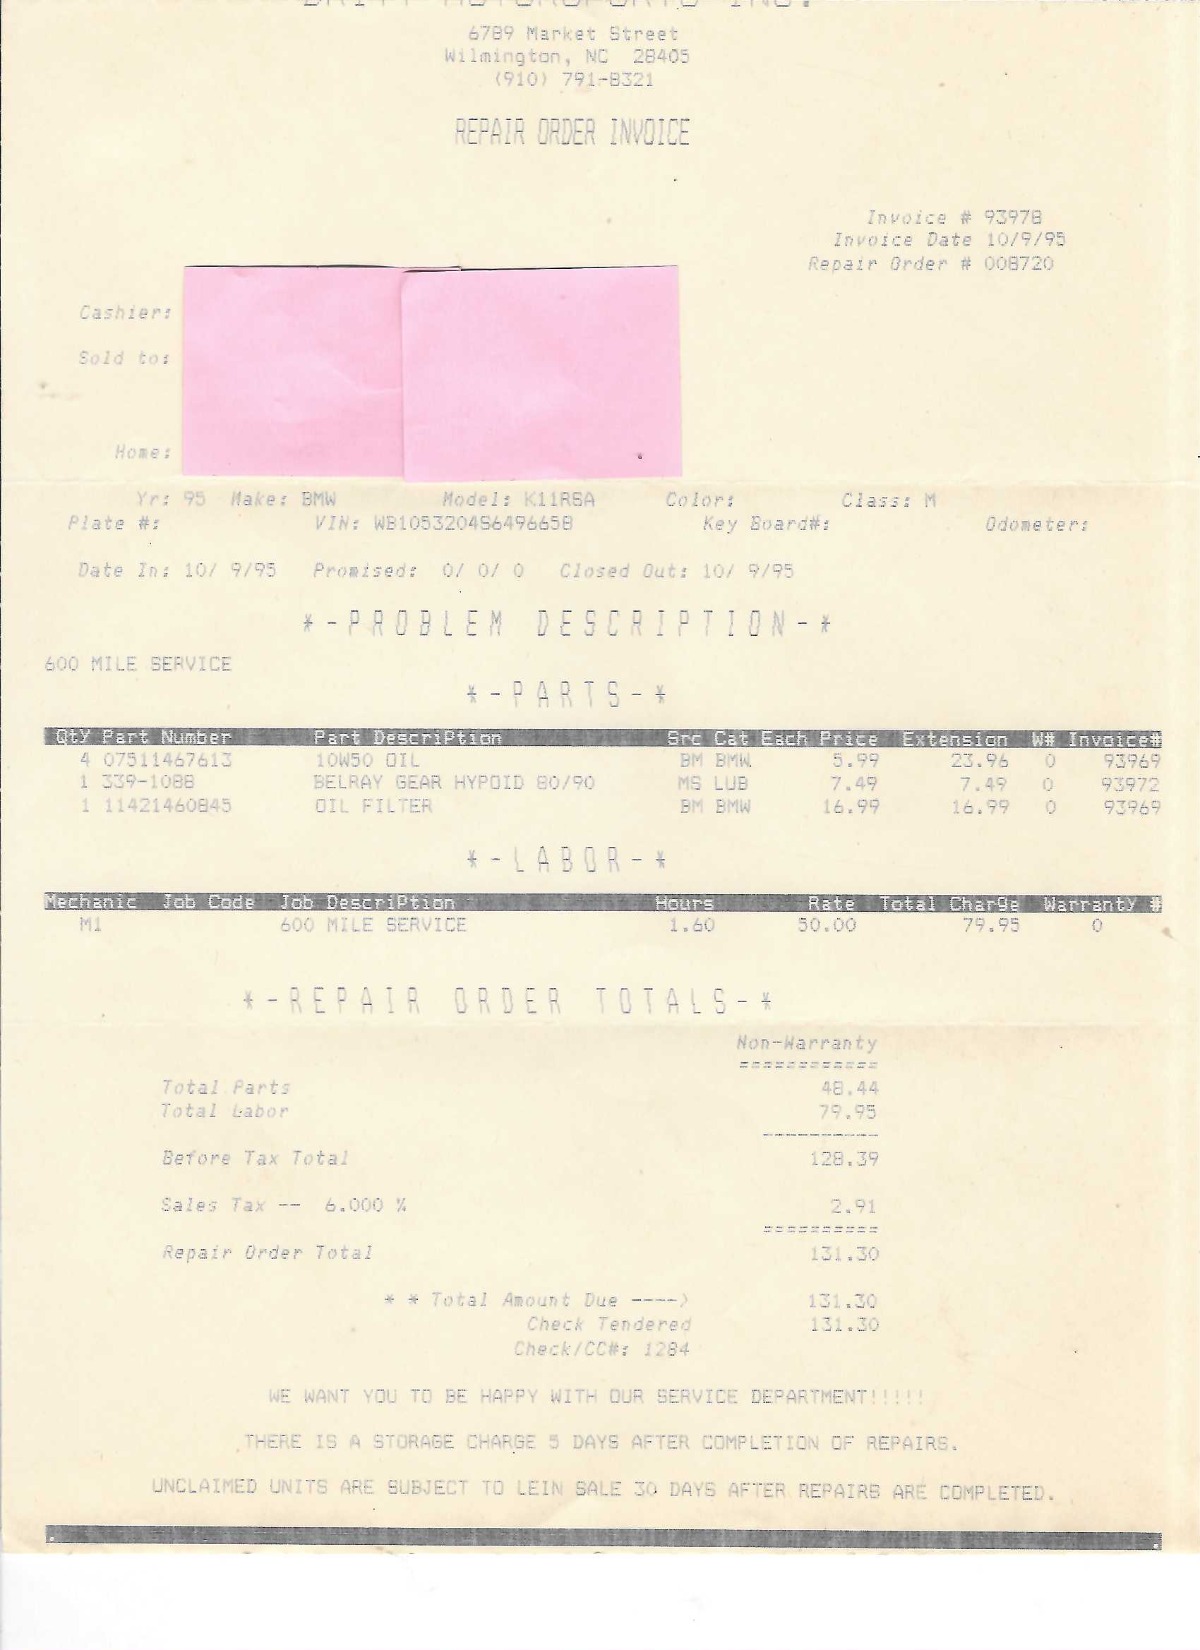 INC.
6789 Market Street
Wilmington, NC 28405
(910) 791-8321
REPAIR ORDER INVOICE
Invoice # 93978
Invoice Date 10/9/95
Repair Order # 008720
Cashier:
Sold to:
Home:
Yr: 95 Make: BMW Model: K11RSA Color: Class: M
Plate #: VIN: WB1053204S6496658 Key Board#: Odometer:
Date In: 10/ 9/95 Promised: 0/ 0/ 0 Closed Out: 10/ 9/95
*-PROBLEM DESCRIPTION-*
600 MILE SERVICE
*-PARTS-*
Qty Part Number Part Description Src Cat Each Price Extension W# Invoice#
4 07511467613 10W50 OIL BM BMW 5.99 23.96 0 93969
1 339-1088 BELRAY GEAR HYPOID 80/90 MS LUB 7.49 7.49 0 93972
1 11421460845 OIL FILTER BM BMW 16.99 16.99 0 93969
*-LABOR-*
Mechanic Job Code Job Description Hours Rate Total Charge Warranty #
M1 600 MILE SERVICE 1.60 50.00 79.95 0
*-REPAIR ORDER TOTALS-*
Non-Warranty
============
Total Parts 48.44
Total Labor 79.95
----------
Before Tax Total 128.39
Sales Tax -- 6.000 % 2.91
==========
Repair Order Total 131.30
* * Total Amount Due ----> 131.30
Check Tendered 131.30
Check/CC#: 1284
WE WANT YOU TO BE HAPPY WITH OUR SERVICE DEPARTMENT!!!!!
THERE IS A STORAGE CHARGE 5 DAYS AFTER COMPLETION OF REPAIRS.
UNCLAIMED UNITS ARE SUBJECT TO LEIN SALE 30 DAYS AFTER REPAIRS ARE COMPLETED.